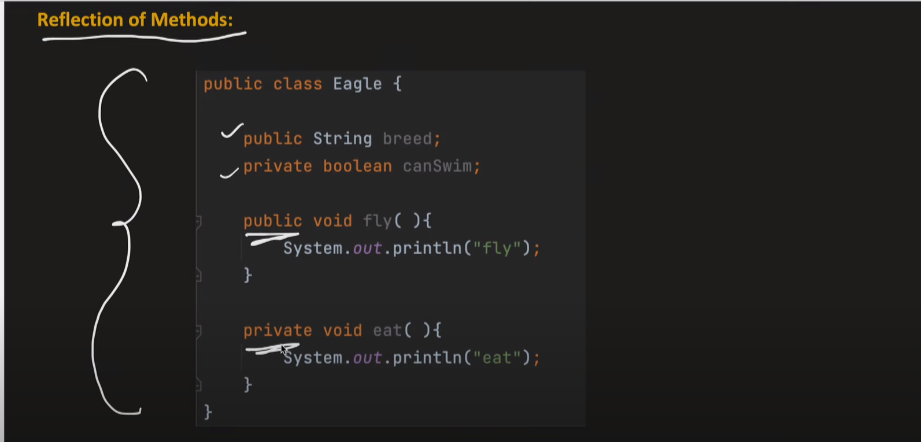 Reflection of Methods:
public class Eagle {
public String breed;
private boolean canSwim;
public void fly( ){
System.out.println("fly");
}
private void eat( ){
System.out.println("eat");
}
}